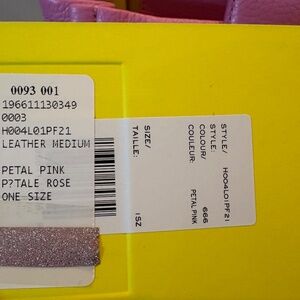 0093 001
196611130349
0003
H004L01PF21
LEATHER MEDIUM
PETAL PINK
P?TALE ROSE
ONE SIZE
STYLE/
STYLE: H004L01PF21
COLOUR/ 666
COULEUR: PETAL PINK
SIZE/
TAILLE: 1SZ